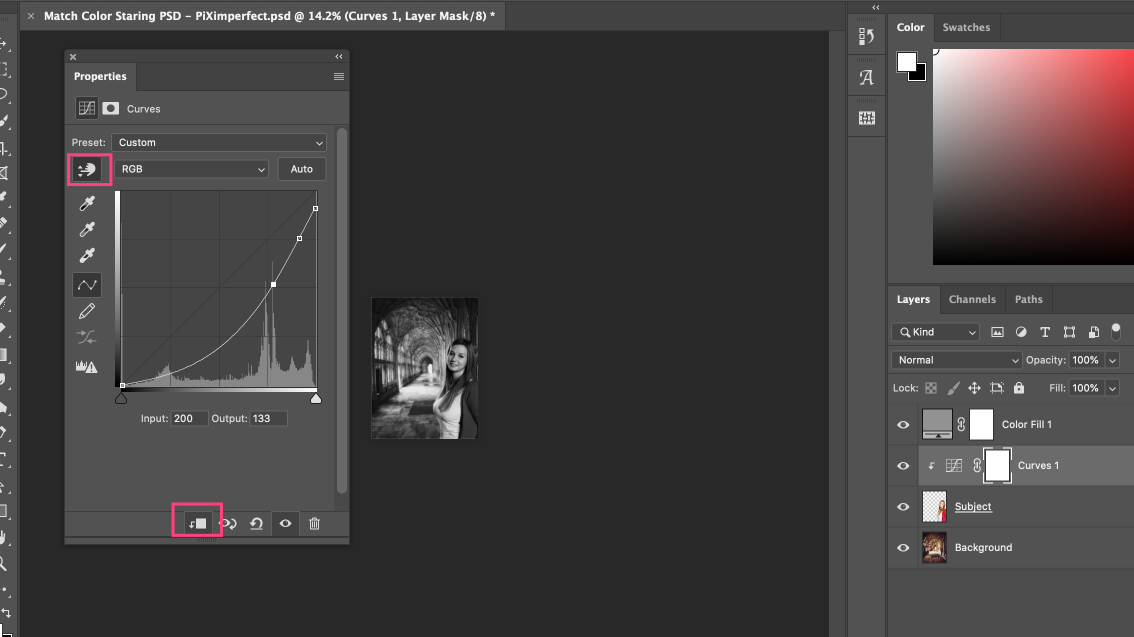 Match Color Staring PSD - PiXimperfect.psd @ 14.2% (Curves 1, Layer Mask/8) *
Properties
Curves
Preset: Custom
RGB
Auto
Input: 200 Output: 133
Color Swatches
Layers Channels Paths
Kind
Normal Opacity: 100%
Lock: Fill: 100%
Color Fill 1
Curves 1
Subject
Background